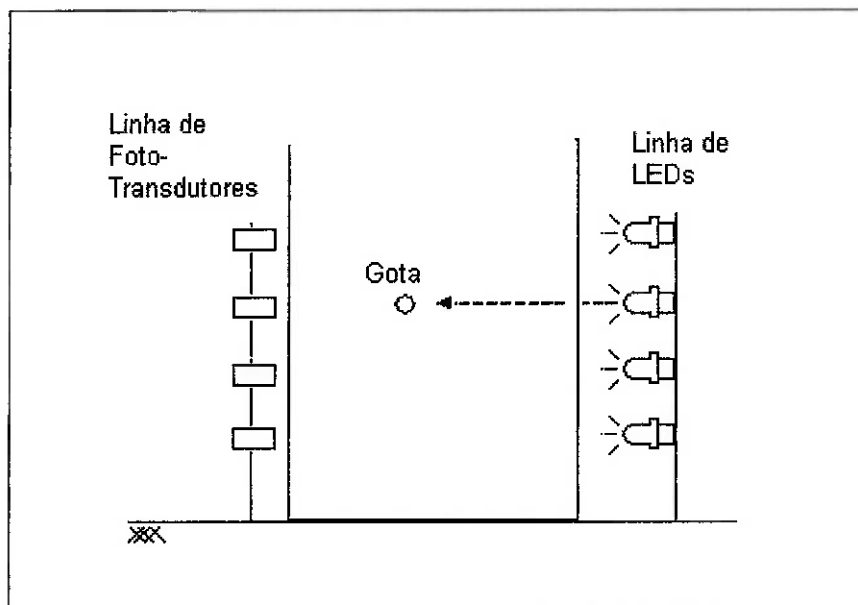 Linha de
Foto-
Transdutores
Linha de
LEDs
Gota